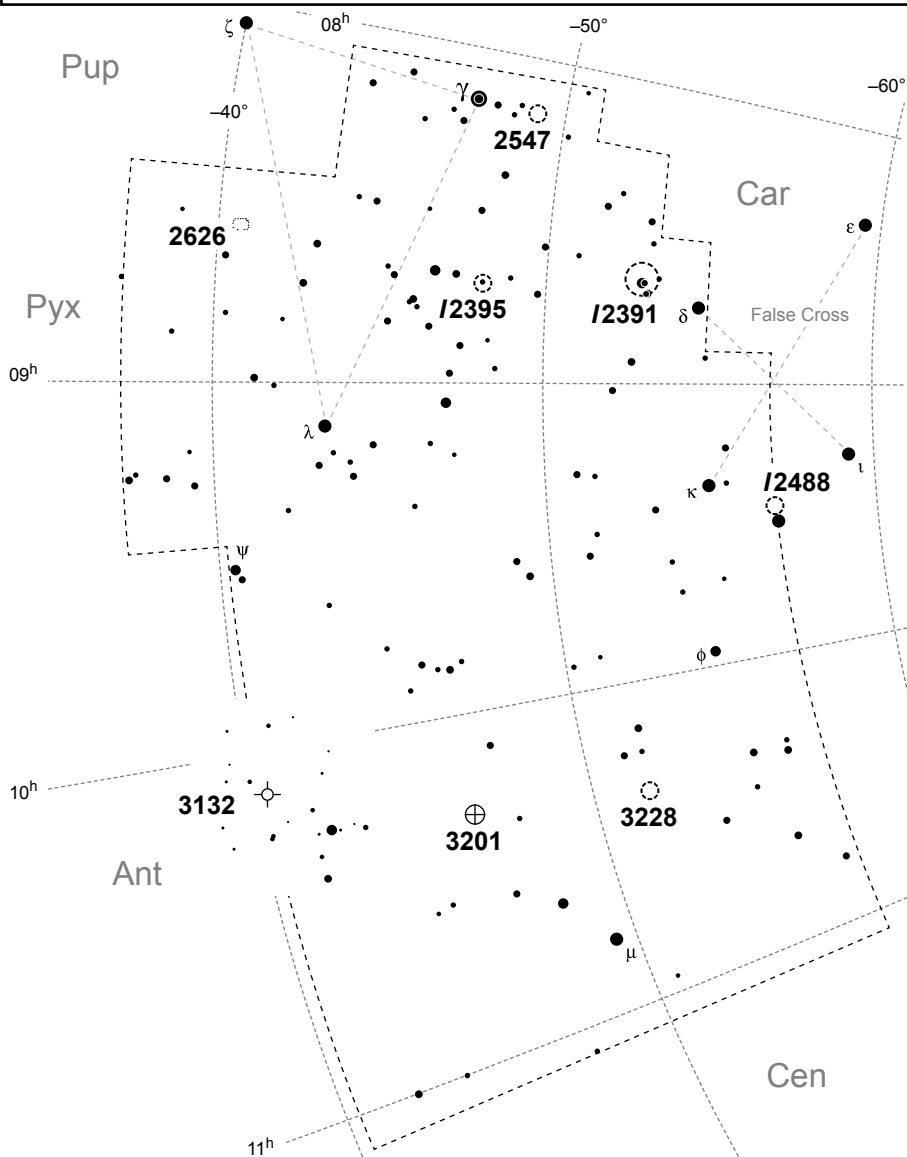 ζ
08h
–50°
Pup
–60°
γ
–40°
2547
Car
ε
2626
Pyx
I2395
I2391
δ
False Cross
09h
λ
ι
κ
I2488
ψ
ϕ
10h
3132
3201
3228
Ant
μ
Cen
11h